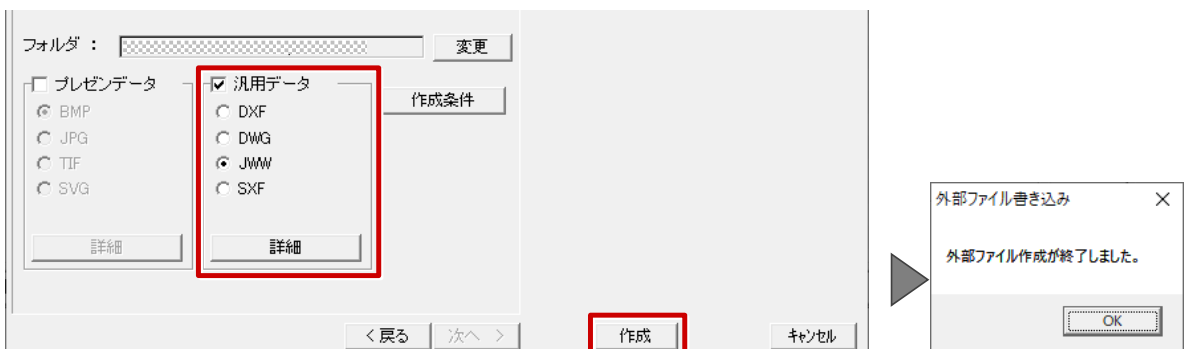 フォルダ : 変更
プレゼンデータ
BMP
JPG
TIF
SVG
詳細
汎用データ
DXF
DWG
JWW
SXF
詳細
作成条件
< 戻る 次へ > 作成 キャンセル
外部ファイル書き込み
外部ファイル作成が終了しました。
OK